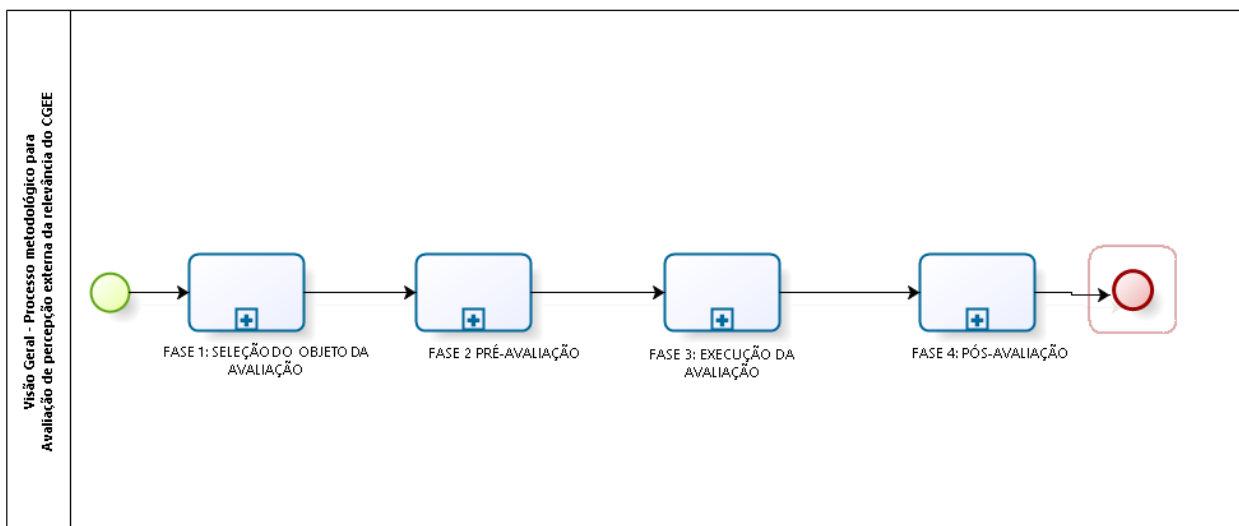 Visão Geral - Processo metodológico para
Avaliação de percepção externa da relevância do CGEE
FASE 1: SELEÇÃO DO OBJETO DA
AVALIAÇÃO
FASE 2 PRÉ-AVALIAÇÃO
FASE 3: EXECUÇÃO DA
AVALIAÇÃO
FASE 4: PÓS-AVALIAÇÃO